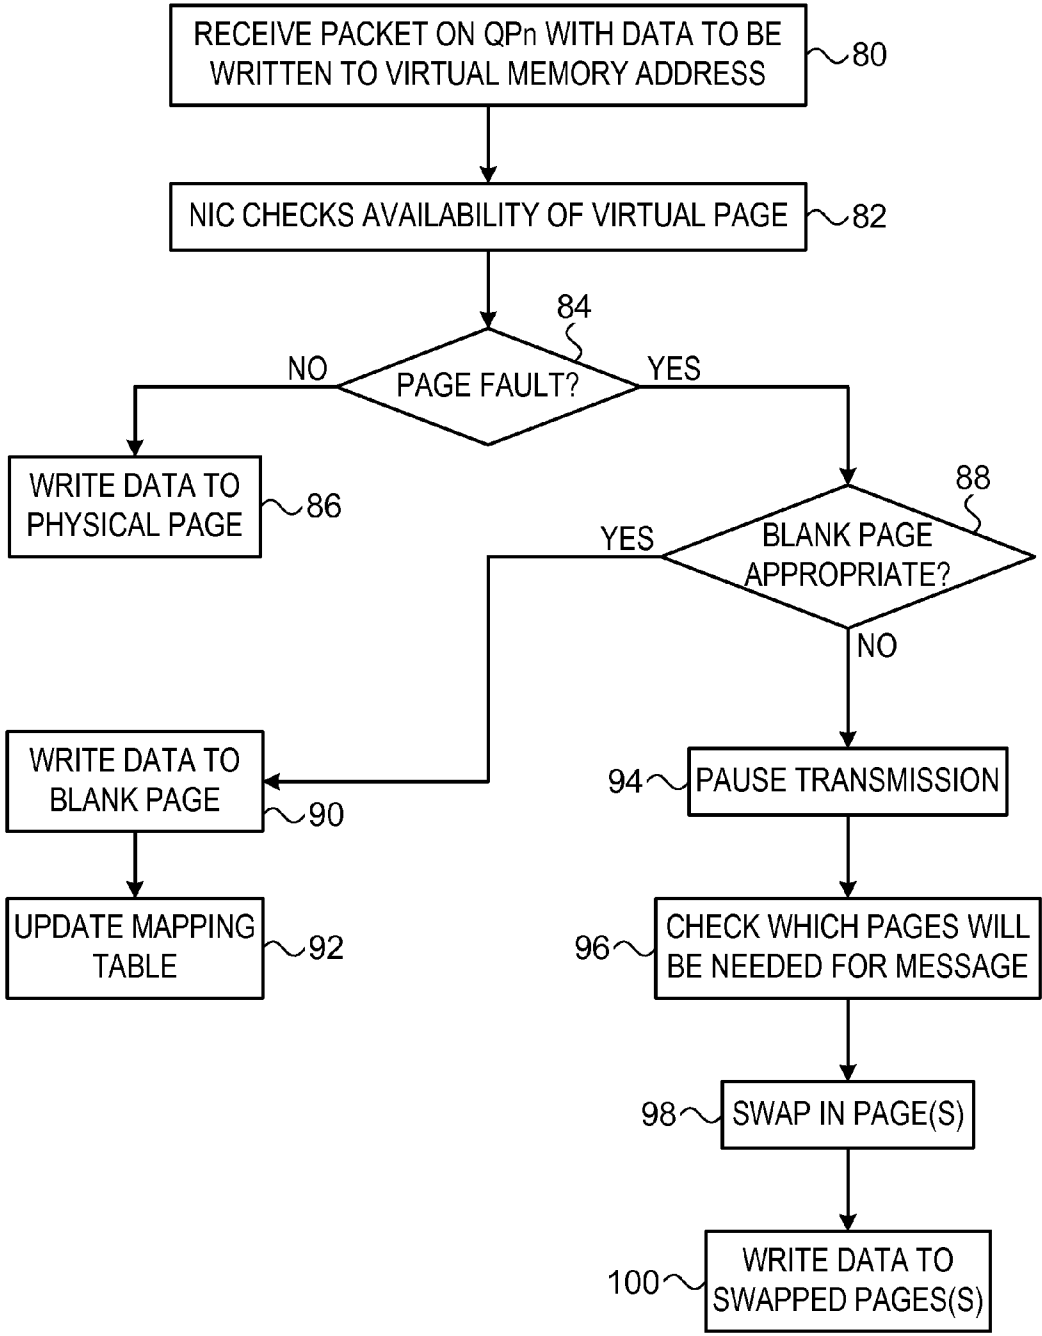 RECEIVE PACKET ON QPn WITH DATA TO BE
WRITTEN TO VIRTUAL MEMORY ADDRESS
80
NIC CHECKS AVAILABILITY OF VIRTUAL PAGE
82
84
PAGE FAULT?
NO
YES
WRITE DATA TO
PHYSICAL PAGE
86
88
BLANK PAGE
APPROPRIATE?
YES
NO
WRITE DATA TO
BLANK PAGE
90
UPDATE MAPPING
TABLE
92
94
PAUSE TRANSMISSION
96
CHECK WHICH PAGES WILL
BE NEEDED FOR MESSAGE
98
SWAP IN PAGE(S)
100
WRITE DATA TO
SWAPPED PAGES(S)